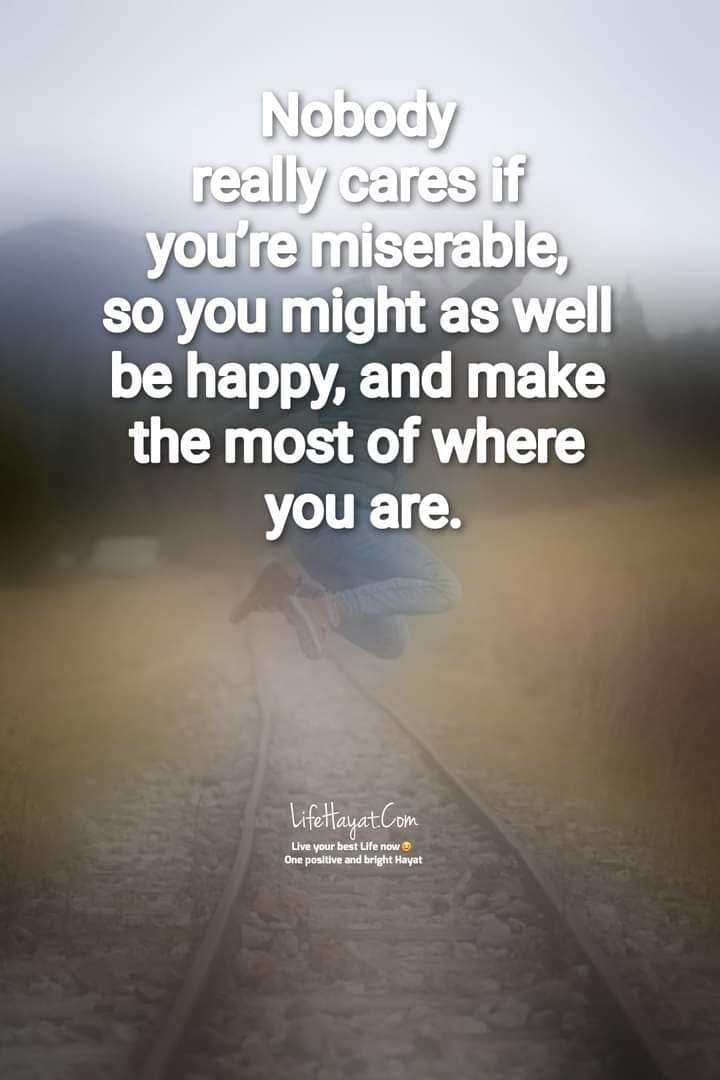 Nobody
really cares if
you’re miserable,
so you might as well
be happy, and make
the most of where
you are.
LifeHayat.Com
Live your best Life now😊
One positive and bright Hayat